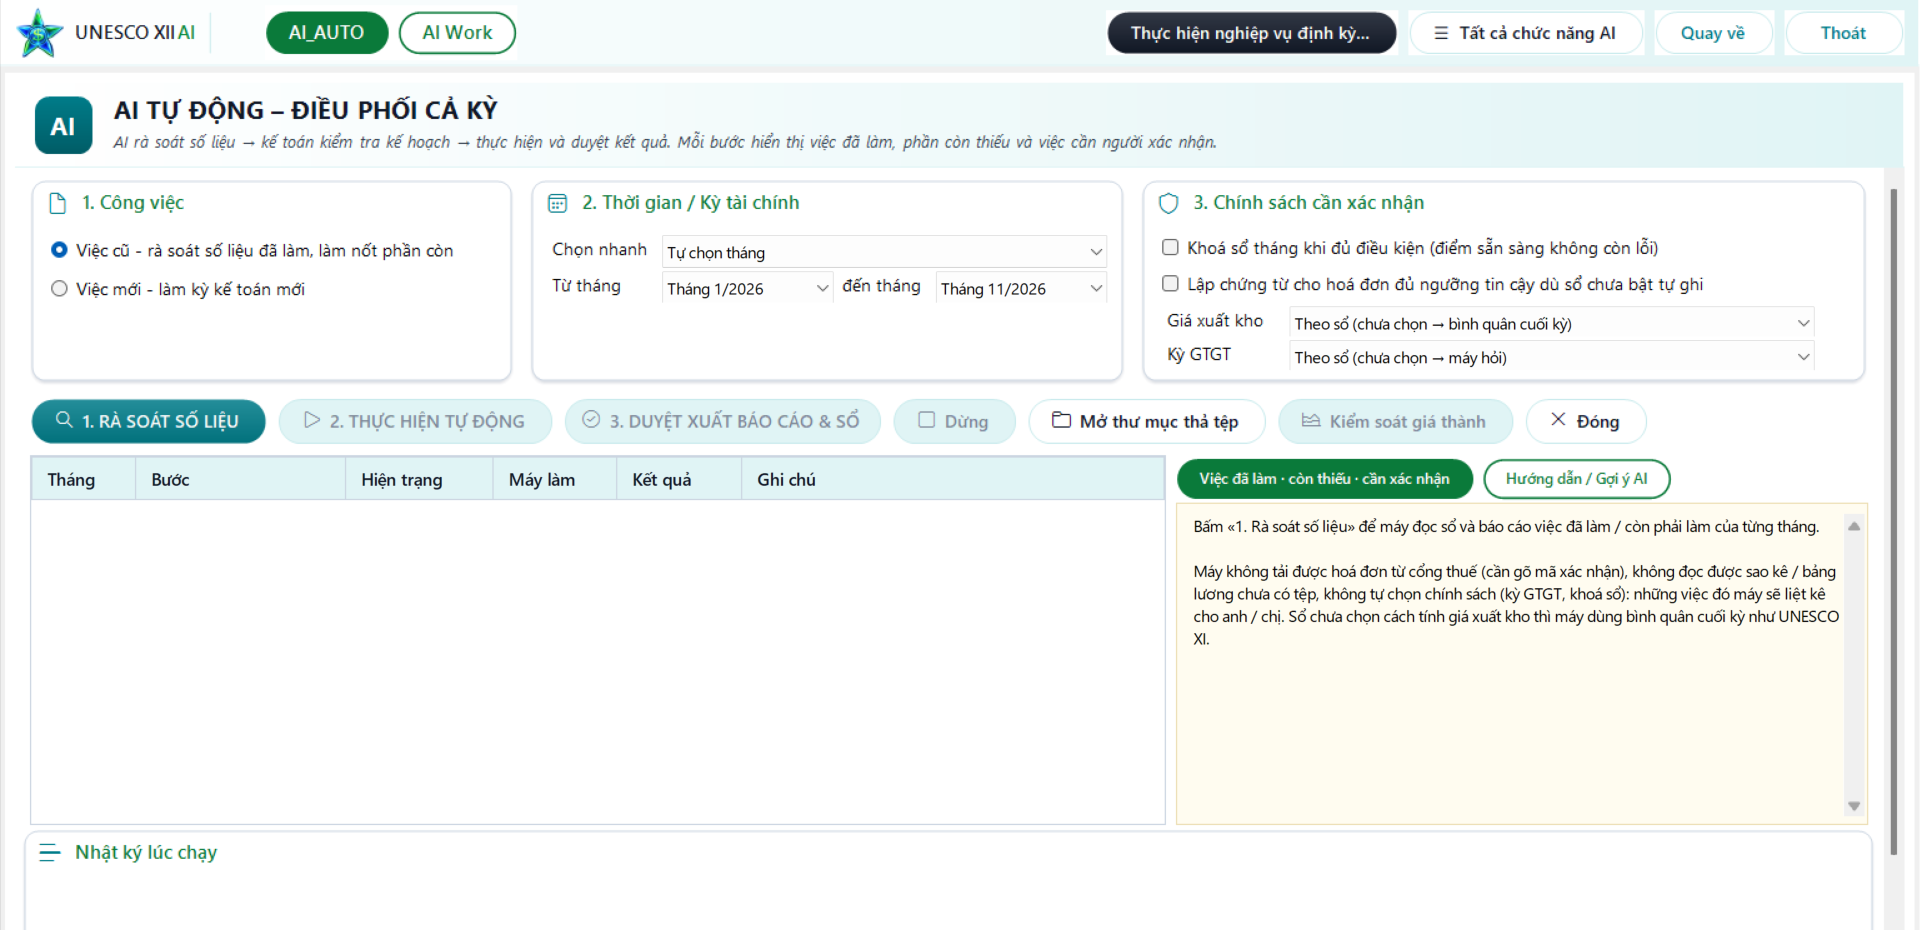 UNESCO XII AI
AI_AUTO
AI Work
Thực hiện nghiệp vụ định kỳ...
Tất cả chức năng AI
Quay về
Thoát
AI
AI TỰ ĐỘNG – ĐIỀU PHỐI CẢ KỲ
AI rà soát số liệu → kế toán kiểm tra kế hoạch → thực hiện và duyệt kết quả. Mỗi bước hiển thị việc đã làm, phần còn thiếu và việc cần người xác nhận.
1. Công việc
Việc cũ - rà soát số liệu đã làm, làm nốt phần còn
Việc mới - làm kỳ kế toán mới
2. Thời gian / Kỳ tài chính
Chọn nhanh
Tự chọn tháng
Từ tháng
Tháng 1/2026
đến tháng
Tháng 11/2026
3. Chính sách cần xác nhận
Khoá sổ tháng khi đủ điều kiện (điểm sẵn sàng không còn lỗi)
Lập chứng từ cho hoá đơn đủ ngưỡng tin cậy dù sổ chưa bật tự ghi
Giá xuất kho
Theo sổ (chưa chọn → bình quân cuối kỳ)
Kỳ GTGT
Theo sổ (chưa chọn → máy hỏi)
1. RÀ SOÁT SỐ LIỆU
2. THỰC HIỆN TỰ ĐỘNG
3. DUYỆT XUẤT BÁO CÁO & SỔ
Dừng
Mở thư mục thả tệp
Kiểm soát giá thành
Đóng
Tháng
Bước
Hiện trạng
Máy làm
Kết quả
Ghi chú
Việc đã làm · còn thiếu · cần xác nhận
Hướng dẫn / Gợi ý AI
Bấm «1. Rà soát số liệu» để máy đọc sổ và báo cáo việc đã làm / còn phải làm của từng tháng.
Máy không tải được hoá đơn từ cổng thuế (cần gõ mã xác nhận), không đọc được sao kê / bảng
lương chưa có tệp, không tự chọn chính sách (kỳ GTGT, khoá sổ): những việc đó máy sẽ liệt kê
cho anh / chị. Sổ chưa chọn cách tính giá xuất kho thì máy dùng bình quân cuối kỳ như UNESCO
XI.
Nhật ký lúc chạy